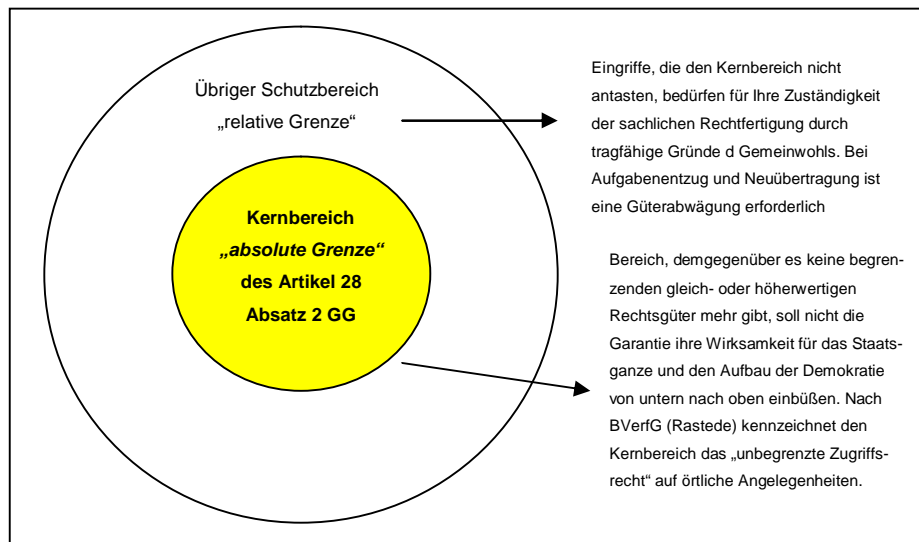 Übriger Schutzbereich
„relative Grenze“
Kernbereich
„absolute Grenze“
des Artikel 28
Absatz 2 GG
Eingriffe, die den Kernbereich nicht
antasten, bedürfen für Ihre Zuständigkeit
der sachlichen Rechtfertigung durch
tragfähige Gründe d Gemeinwohls. Bei
Aufgabenentzug und Neuübertragung ist
eine Güterabwägung erforderlich
Bereich, demgegenüber es keine begren-
zenden gleich- oder höherwertigen
Rechtsgüter mehr gibt, soll nicht die
Garantie ihre Wirksamkeit für das Staats-
ganze und den Aufbau der Demokratie
von untern nach oben einbüßen. Nach
BVerfG (Rastede) kennzeichnet den
Kernbereich das „unbegrenzte Zugriffs-
recht“ auf örtliche Angelegenheiten.